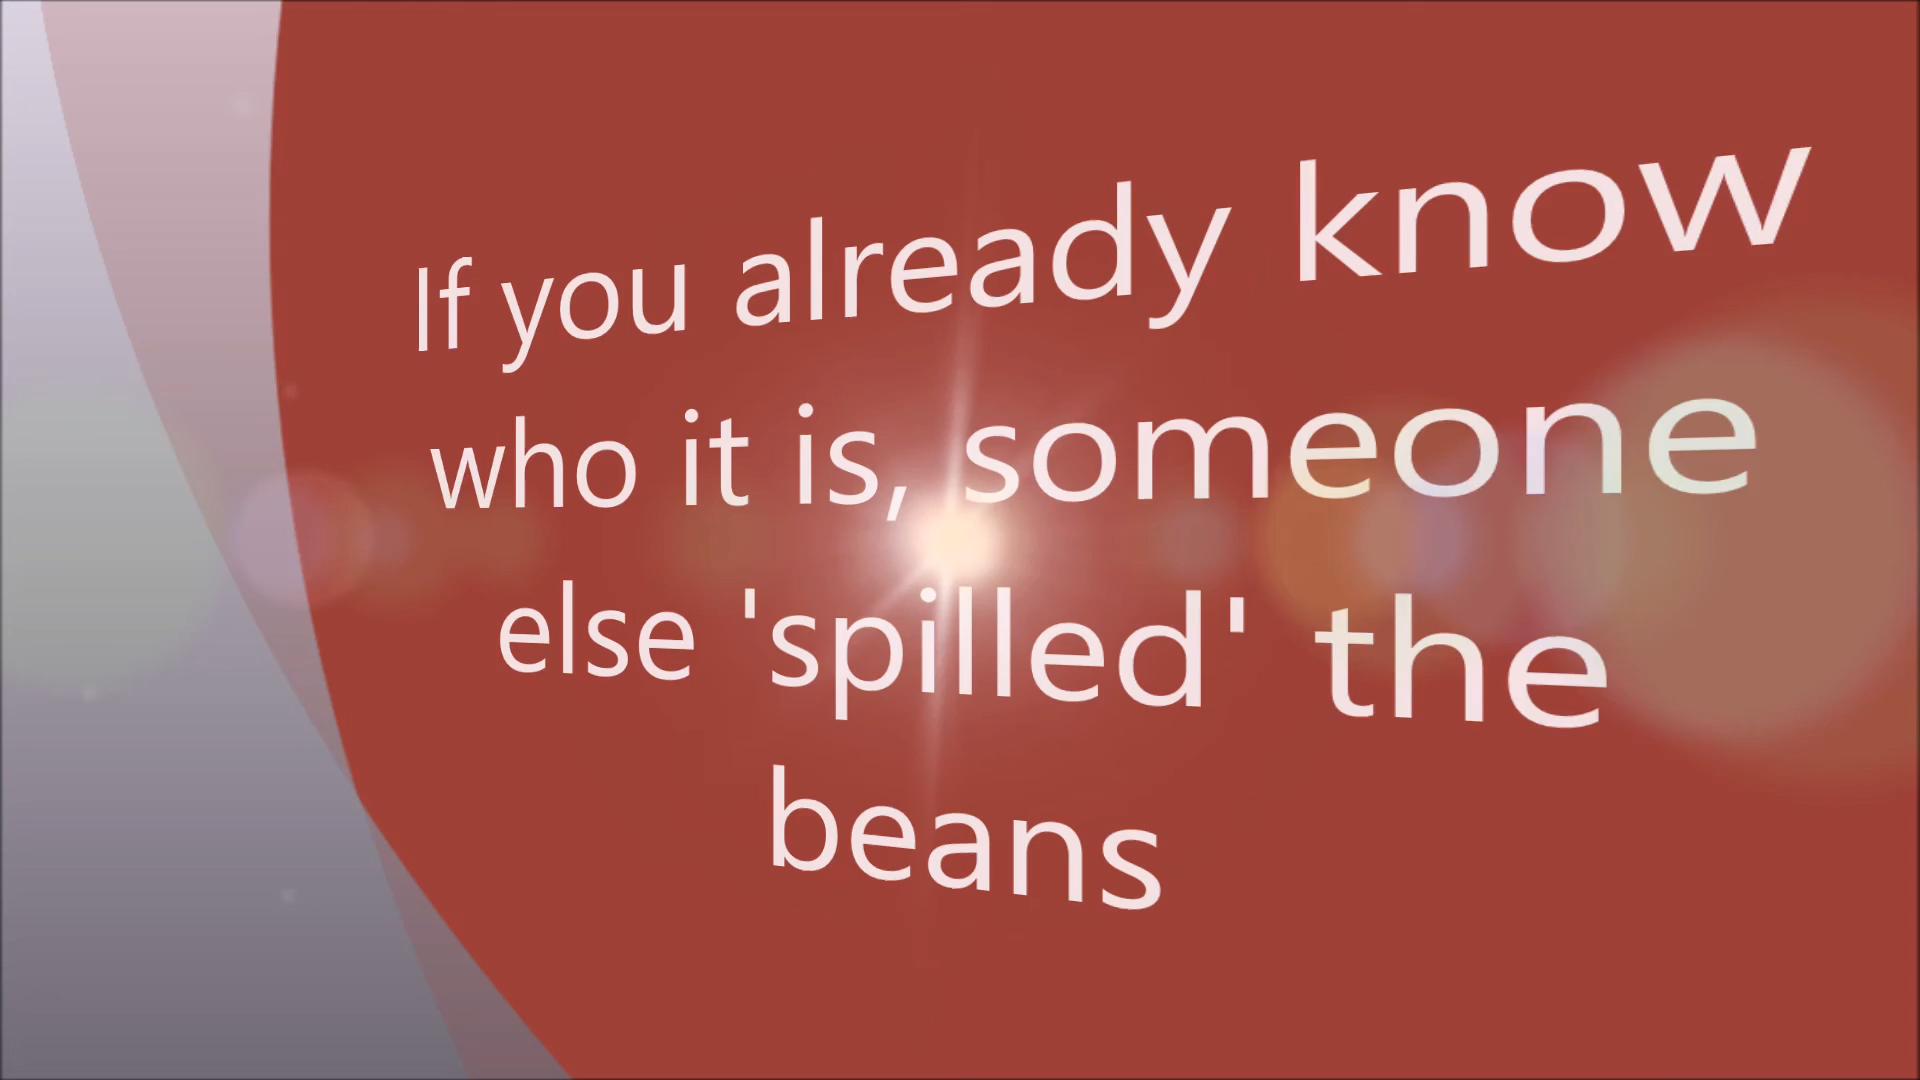 If you already know
who it is, someone
else 'spilled' the
beans